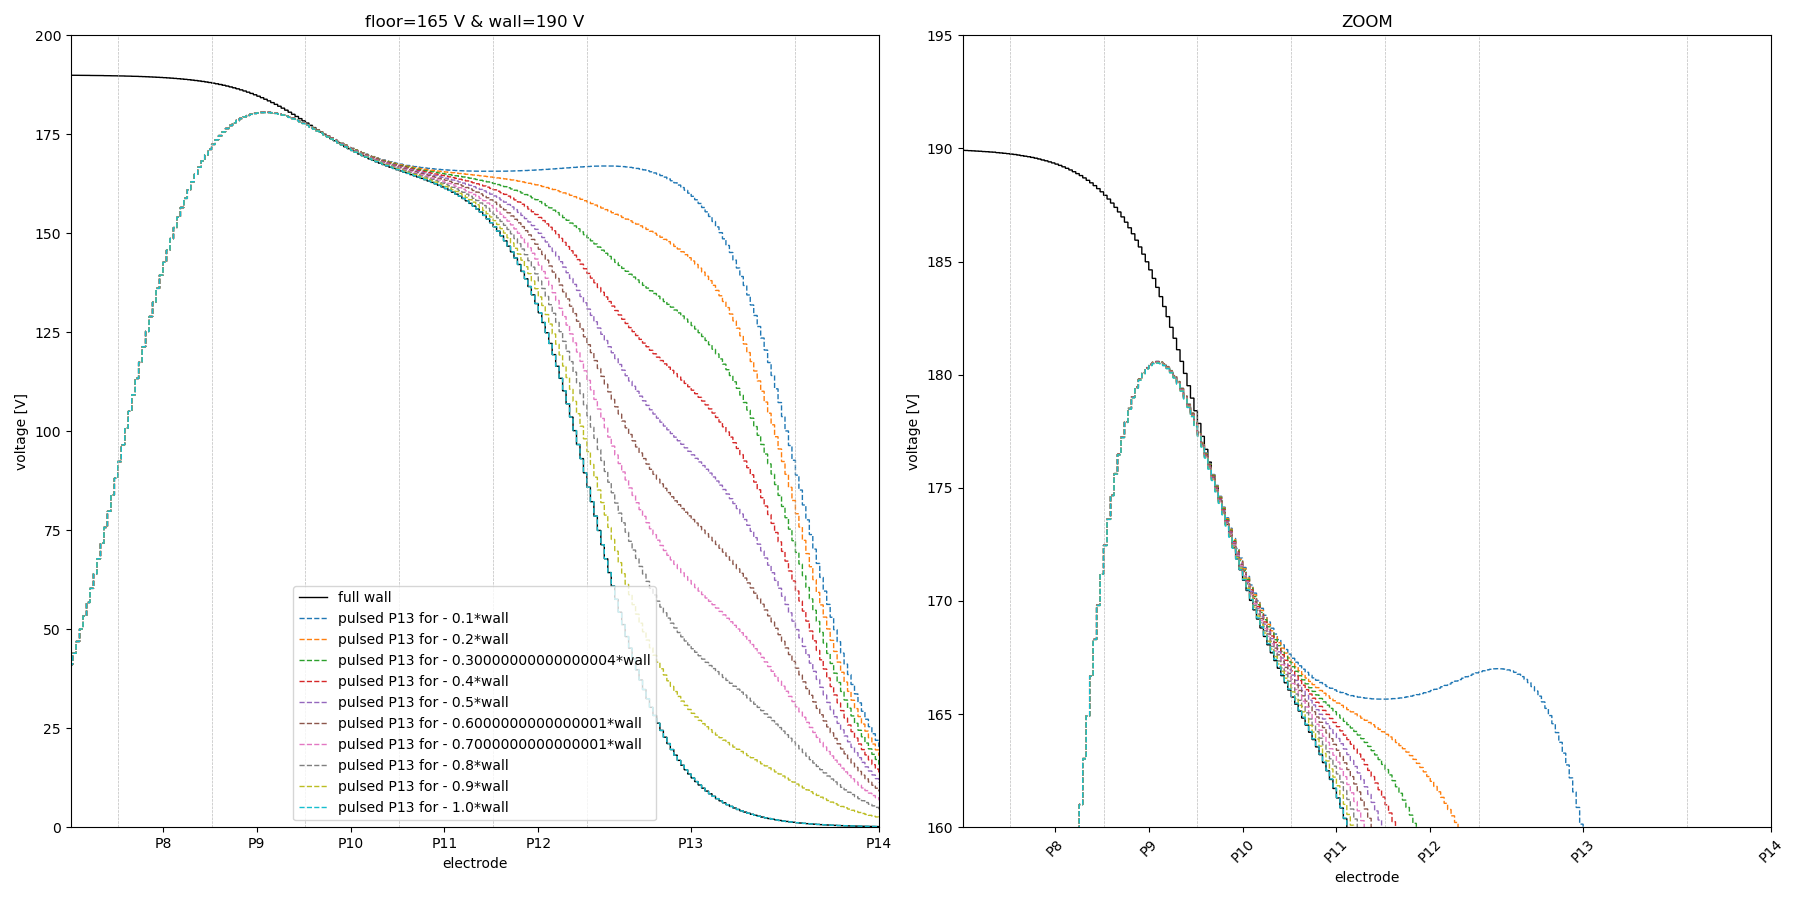 floor=165 V & wall=190 V
200
175
150
125
100
75
50
25
0
voltage [V]
full wall
pulsed P13 for - 0.1*wall
pulsed P13 for - 0.2*wall
pulsed P13 for - 0.30000000000000004*wall
pulsed P13 for - 0.4*wall
pulsed P13 for - 0.5*wall
pulsed P13 for - 0.6000000000000001*wall
pulsed P13 for - 0.7000000000000001*wall
pulsed P13 for - 0.8*wall
pulsed P13 for - 0.9*wall
pulsed P13 for - 1.0*wall
P8 P9 P10 P11 P12 P13 P14
electrode
ZOOM
195
190
185
180
175
170
165
160
voltage [V]
P8 P9 P10 P11 P12 P13 P14
electrode